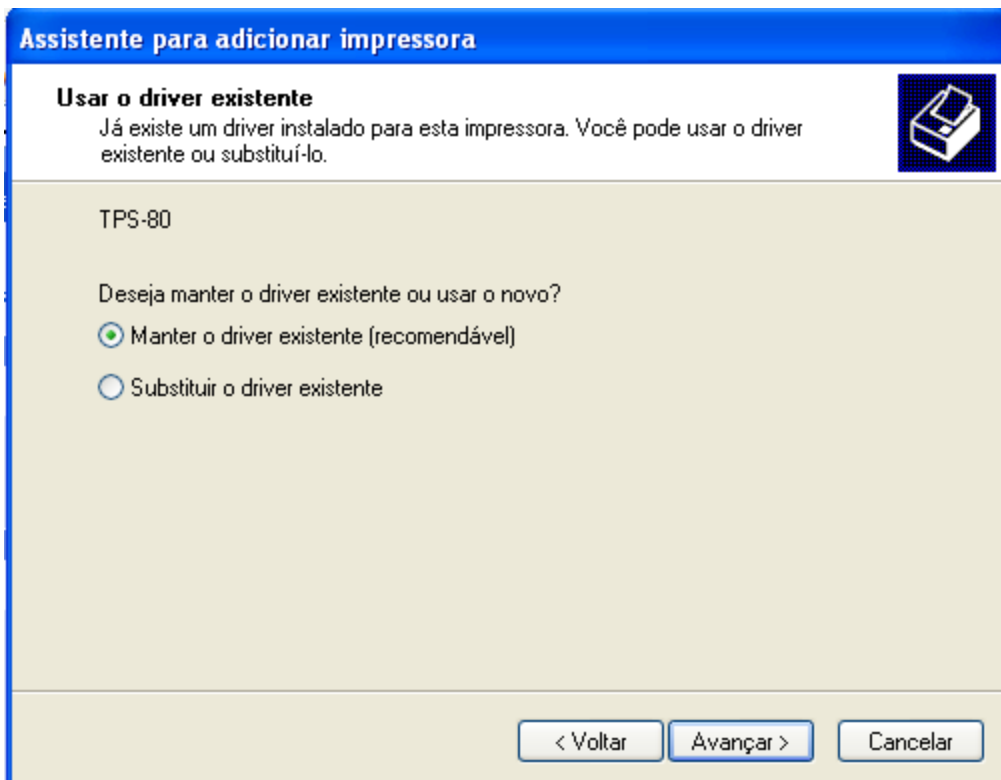 Assistente para adicionar impressora
Usar o driver existente
Já existe um driver instalado para esta impressora. Você pode usar o driver
existente ou substituí-lo.
TPS-80
Deseja manter o driver existente ou usar o novo?
Manter o driver existente (recomendável)
Substituir o driver existente
< Voltar
Avançar >
Cancelar